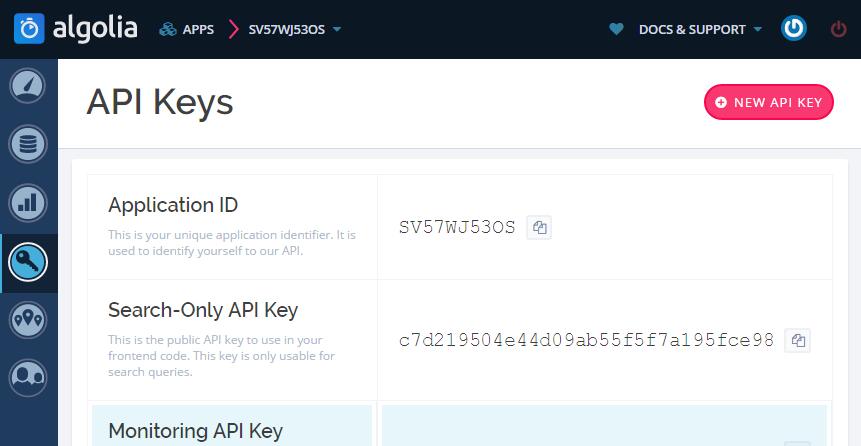 algolia
APPS
SV57WJ53OS
DOCS & SUPPORT
API Keys
NEW API KEY
Application ID
This is your unique application identifier. It is
used to identify yourself to our API.
SV57WJ53OS
Search-Only API Key
This is the public API key to use in your
frontend code. This key is only usable for
search queries.
c7d219504e44d09ab55f5f7a195fce98
Monitoring API Key